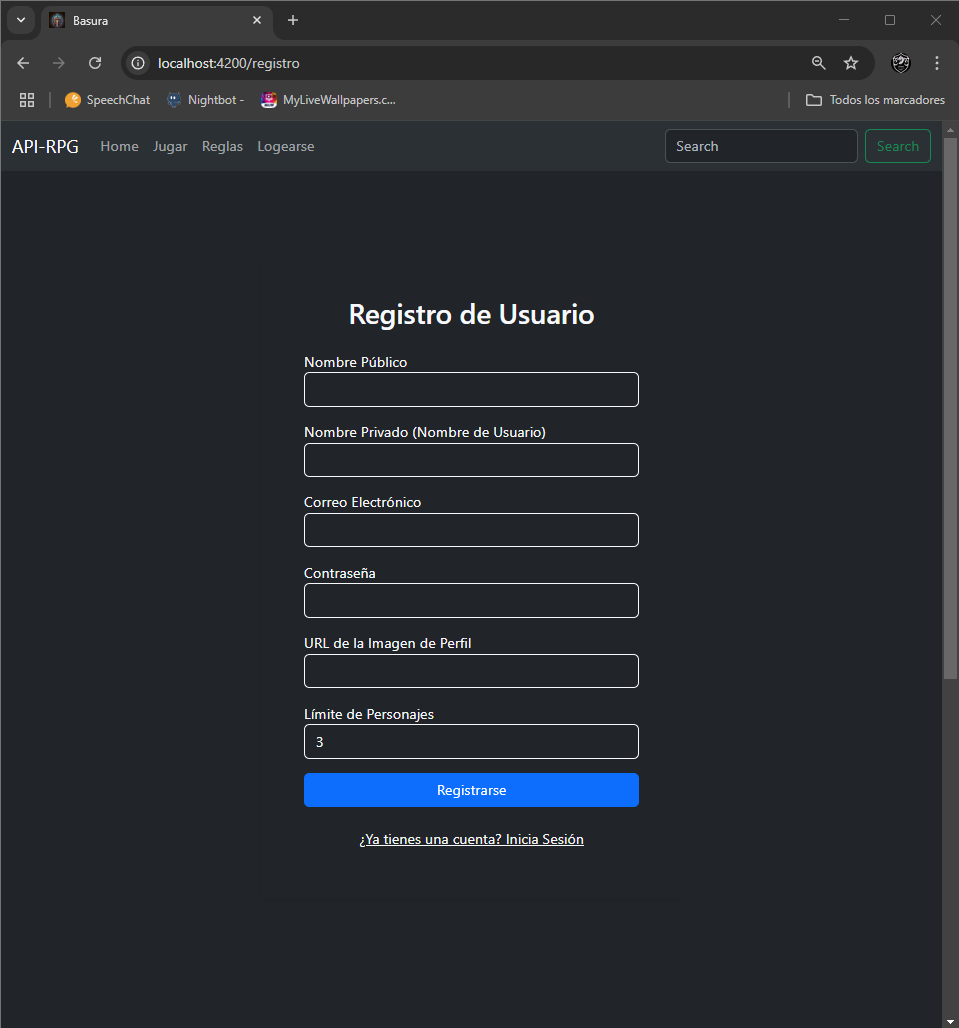 Basura
localhost:4200/registro
SpeechChat Nightbot - MyLiveWallpapers.c... Todos los marcadores
API-RPG Home Jugar Reglas Logearse Search Search
Registro de Usuario
Nombre Público
Nombre Privado (Nombre de Usuario)
Correo Electrónico
Contraseña
URL de la Imagen de Perfil
Límite de Personajes
3
Registrarse
¿Ya tienes una cuenta? Inicia Sesión